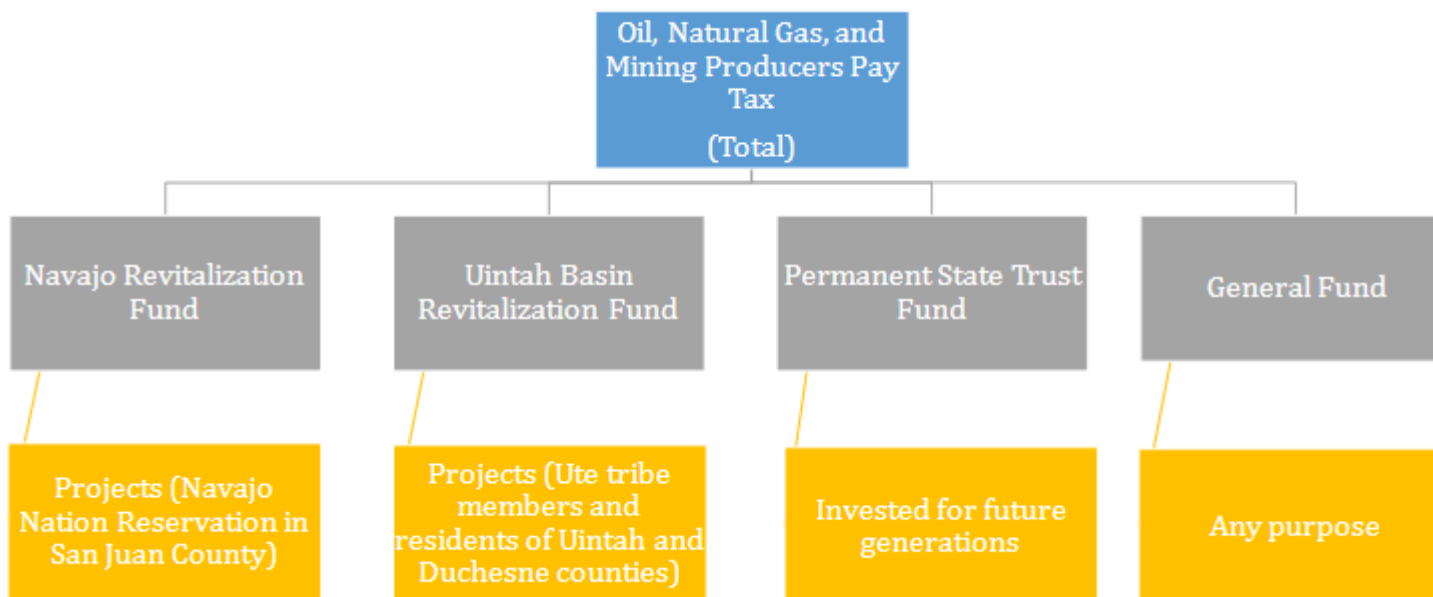 Oil, Natural Gas, and
Mining Producers Pay
Tax
(Total)
Navajo Revitalization
Fund
Uintah Basin
Revitalization Fund
Permanent State Trust
Fund
General Fund
Projects (Navajo
Nation Reservation in
San Juan County)
Projects (Ute tribe
members and
residents of Uintah and
Duchesne counties)
Invested for future
generations
Any purpose